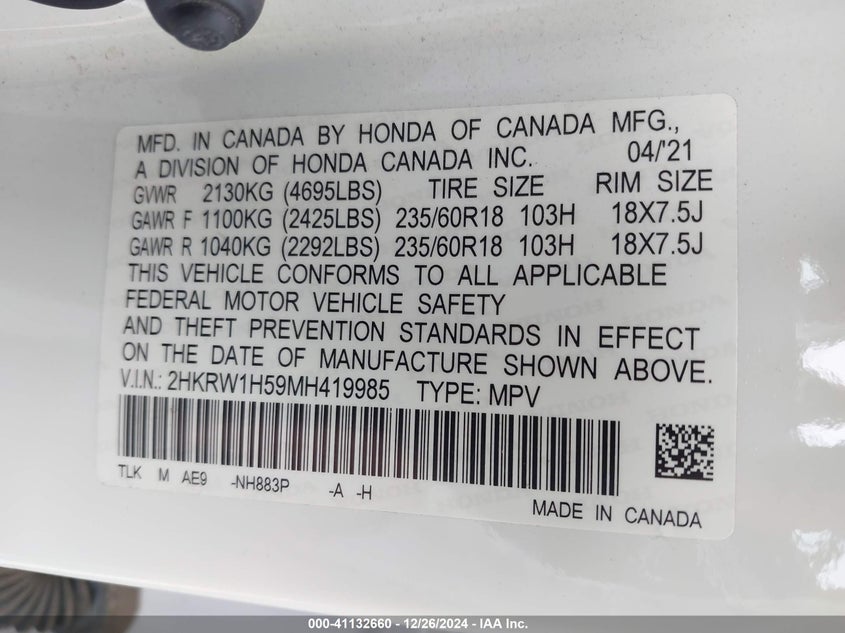 MFD. IN CANADA BY HONDA OF CANADA MFG.,
A DIVISION OF HONDA CANADA INC. 04/'21
GVWR 2130KG (4695LBS) TIRE SIZE RIM SIZE
GAWR F 1100KG (2425LBS) 235/60R18 103H 18X7.5J
GAWR R 1040KG (2292LBS) 235/60R18 103H 18X7.5J
THIS VEHICLE CONFORMS TO ALL APPLICABLE
FEDERAL MOTOR VEHICLE SAFETY
AND THEFT PREVENTION STANDARDS IN EFFECT
ON THE DATE OF MANUFACTURE SHOWN ABOVE.
V.I.N.: 2HKRW1H59MH419985 TYPE: MPV
TLK M AE9 -NH883P -A -H
MADE IN CANADA
000-41132660 - 12/26/2024 - IAA Inc.